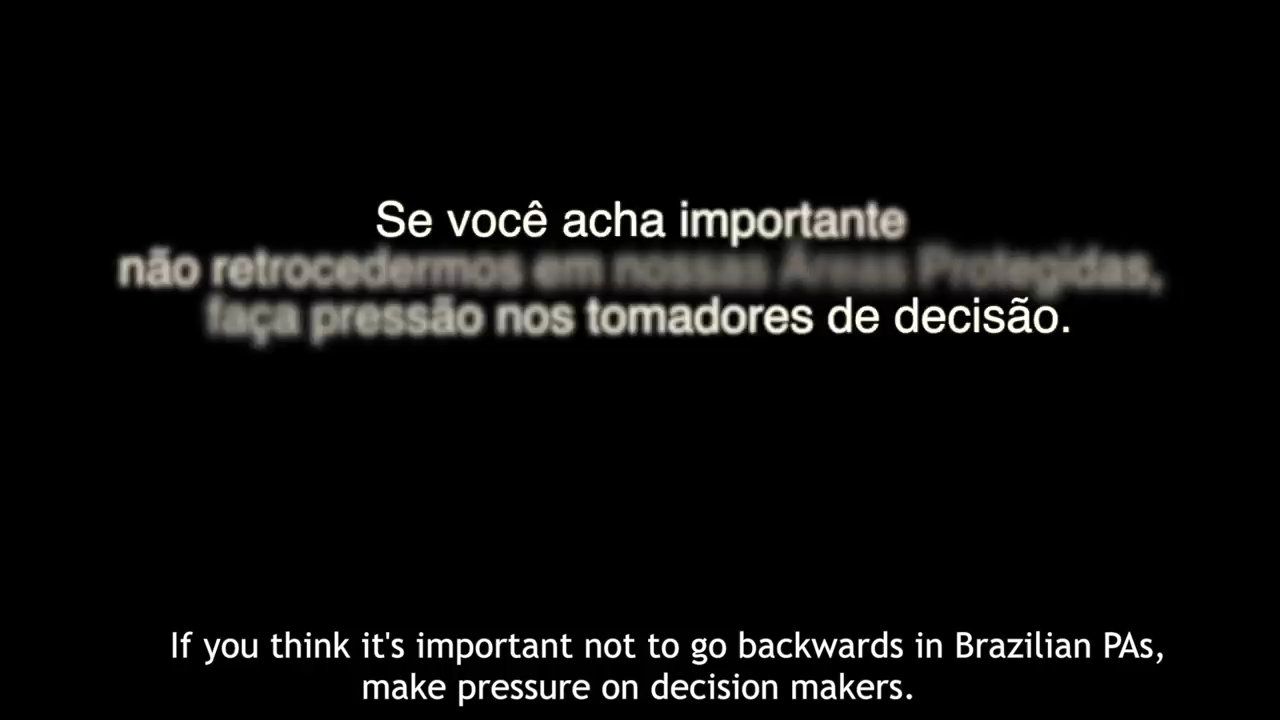 Se você acha importante
não retrocedermos em nossas Áreas Protegidas,
faça pressão nos tomadores de decisão.
If you think it's important not to go backwards in Brazilian PAs,
make pressure on decision makers.